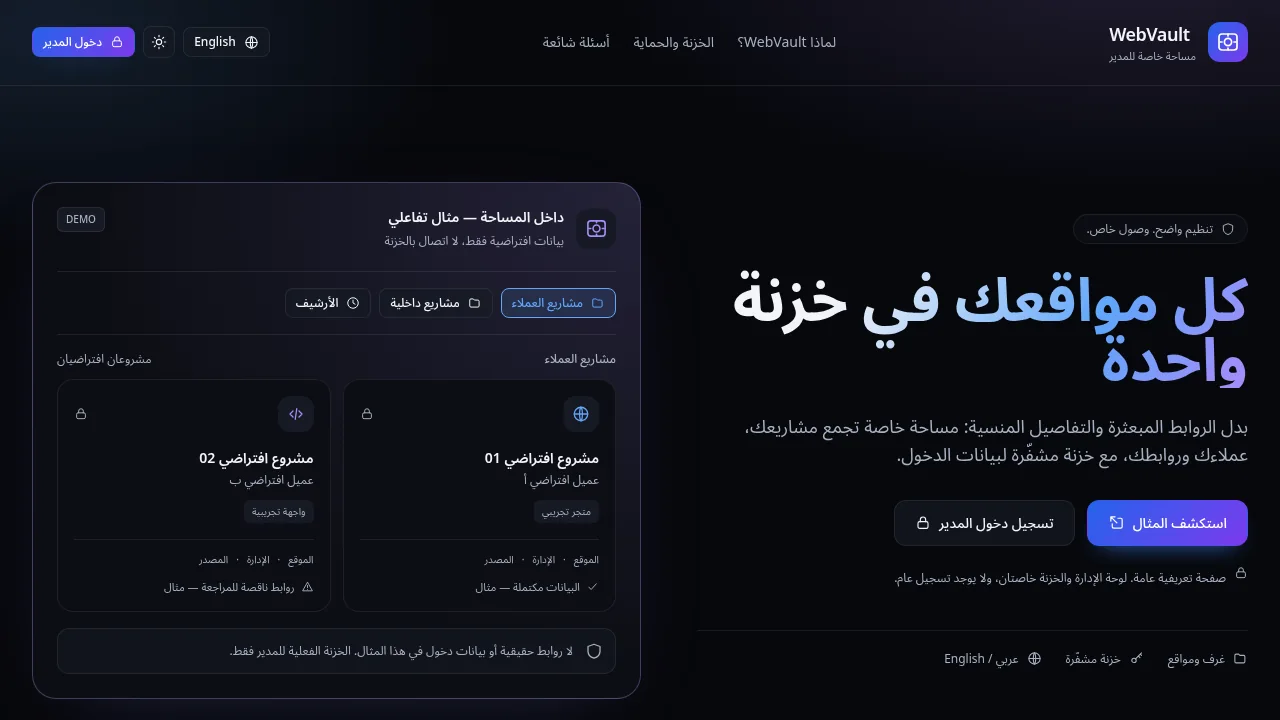 WebVault
مساحة خاصة للمدير
لماذا WebVault؟
الخزنة والحماية
أسئلة شائعة
English
دخول المدير
تنظيم واضح. وصول خاص.
كل مواقعك في خزنة
واحدة
بدل الروابط المبعثرة والتفاصيل المنسية: مساحة خاصة تجمع مشاريعك،
عملاءك وروابطك، مع خزنة مشفّرة لبيانات الدخول.
استكشف المثال
تسجيل دخول المدير
صفحة تعريفية عامة. لوحة الإدارة والخزنة خاصتان، ولا يوجد تسجيل عام.
غرف ومواقع
خزنة مشفّرة
عربي / English
داخل المساحة — مثال تفاعلي
بيانات افتراضية فقط، لا اتصال بالخزنة
DEMO
مشاريع العملاء
مشاريع داخلية
الأرشيف
مشاريع العملاء
مشروعان افتراضيان
مشروع افتراضي 01
عميل افتراضي أ
متجر تجريبي
الموقع · الإدارة · المصدر
البيانات مكتملة — مثال
مشروع افتراضي 02
عميل افتراضي ب
واجهة تجريبية
الموقع · الإدارة · المصدر
روابط ناقصة للمراجعة — مثال
لا روابط حقيقية أو بيانات دخول في هذا المثال. الخزنة الفعلية للمدير فقط.